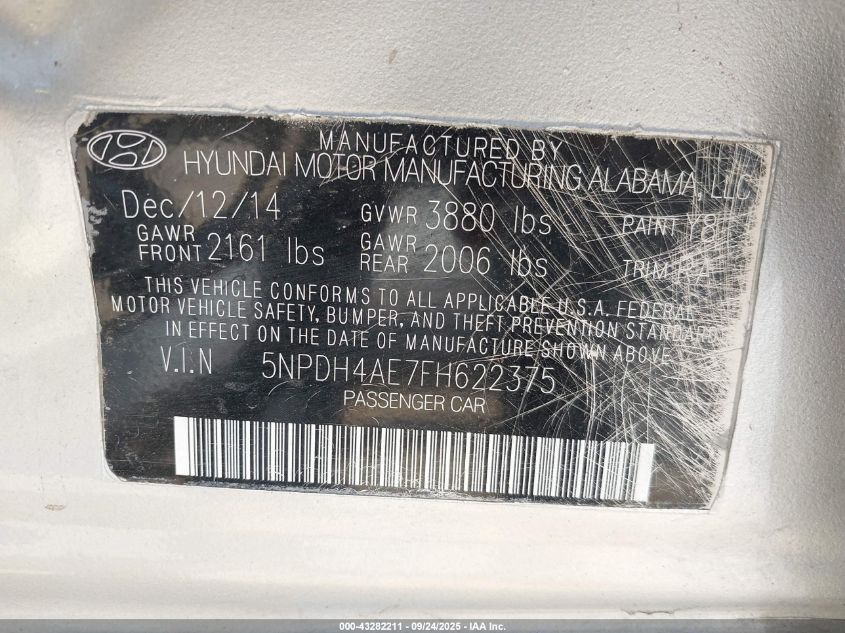 MANUFACTURED BY
HYUNDAI MOTOR MANUFACTURING ALABAMA, LLC
Dec/12/14 GVWR 3880 lbs PAINT Y8
GAWR FRONT 2161 lbs GAWR REAR 2006 lbs TRIM
THIS VEHICLE CONFORMS TO ALL APPLICABLE U.S.A. FEDERAL
MOTOR VEHICLE SAFETY, BUMPER, AND THEFT PREVENTION STANDARDS
IN EFFECT ON THE DATE OF MANUFACTURE SHOWN ABOVE.
V.I.N 5NPDH4AE7FH622375
PASSENGER CAR
000-43282211 - 09/24/2025 - IAA Inc.